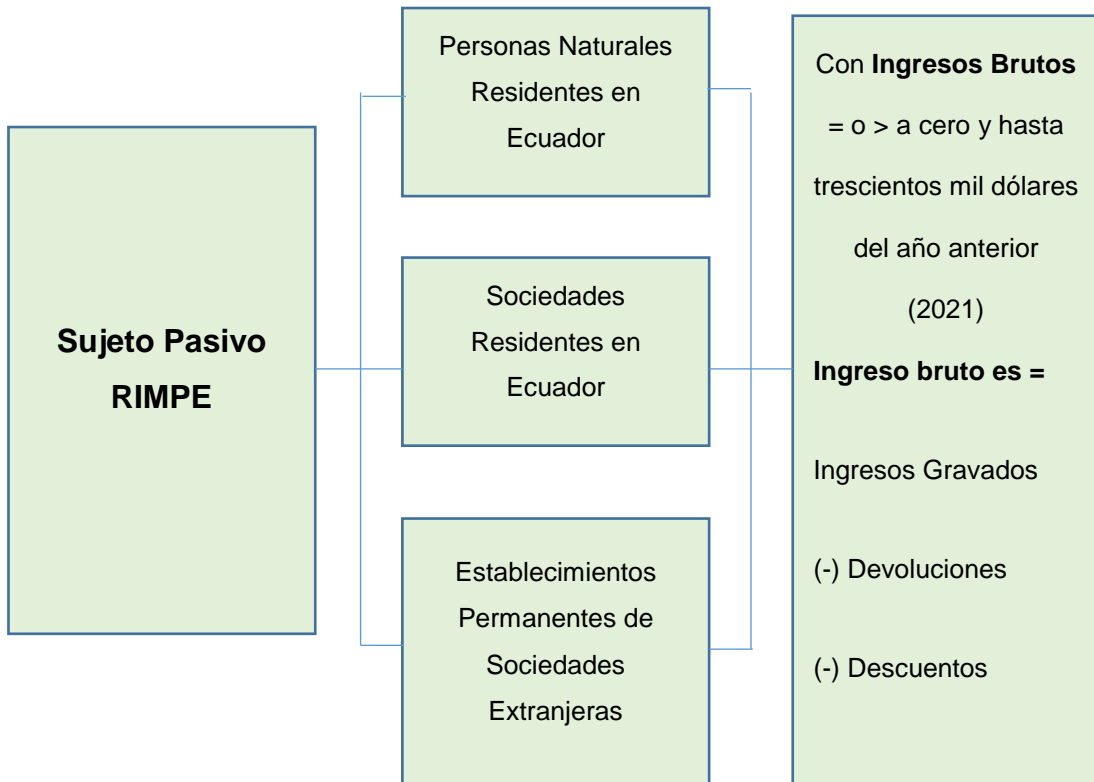 Sujeto Pasivo
RIMPE
Personas Naturales
Residentes en
Ecuador
Sociedades
Residentes en
Ecuador
Establecimientos
Permanentes de
Sociedades
Extranjeras
Con Ingresos Brutos
= o > a cero y hasta
trescientos mil dólares
del año anterior
(2021)
Ingreso bruto es =
Ingresos Gravados
(-) Devoluciones
(-) Descuentos